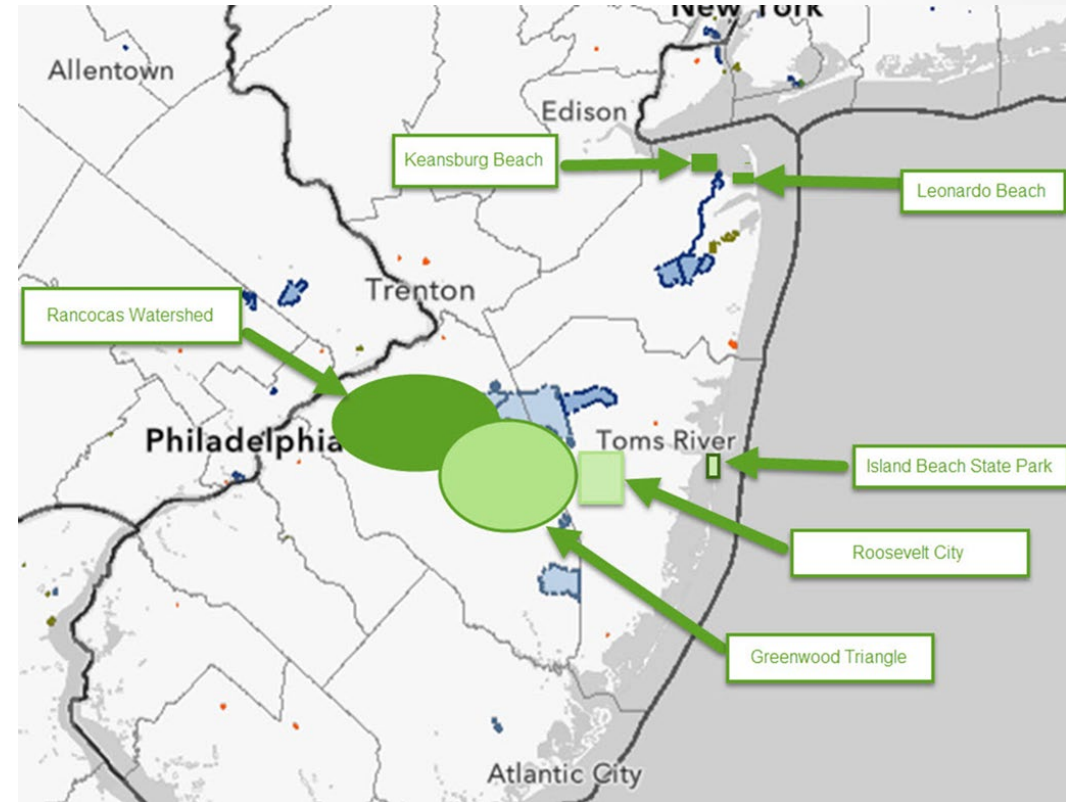 New York
Allentown
Edison
Keansburg Beach
Leonardo Beach
Trenton
Rancocas Watershed
Philadelphia
Toms River
Island Beach State Park
Roosevelt City
Greenwood Triangle
Atlantic City